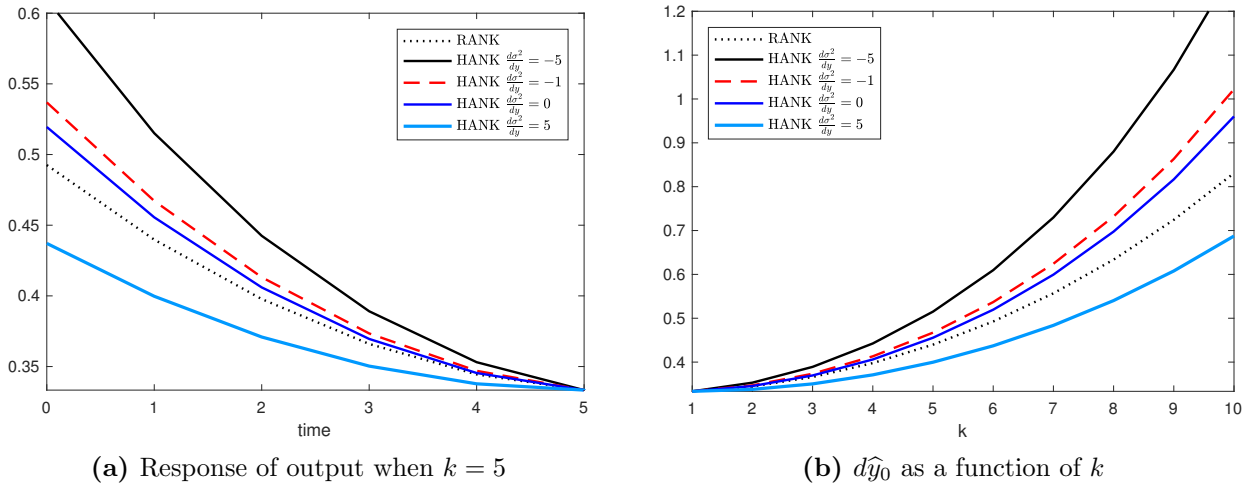 0.6
0.55
0.5
0.45
0.4
0.35
0 1 2 3 4 5
time
RANK
HANK dσ²/dy = −5
HANK dσ²/dy = −1
HANK dσ²/dy = 0
HANK dσ²/dy = 5
(a) Response of output when k = 5
1.2
1.1
1
0.9
0.8
0.7
0.6
0.5
0.4
1 2 3 4 5 6 7 8 9 10
k
RANK
HANK dσ²/dy = −5
HANK dσ²/dy = −1
HANK dσ²/dy = 0
HANK dσ²/dy = 5
(b) dŷ₀ as a function of k